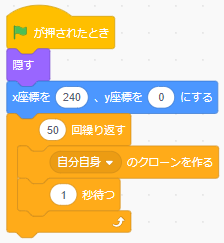 が押されたとき
隠す
x座標を 240 、y座標を 0 にする
50 回繰り返す
自分自身 のクローンを作る
1 秒待つ